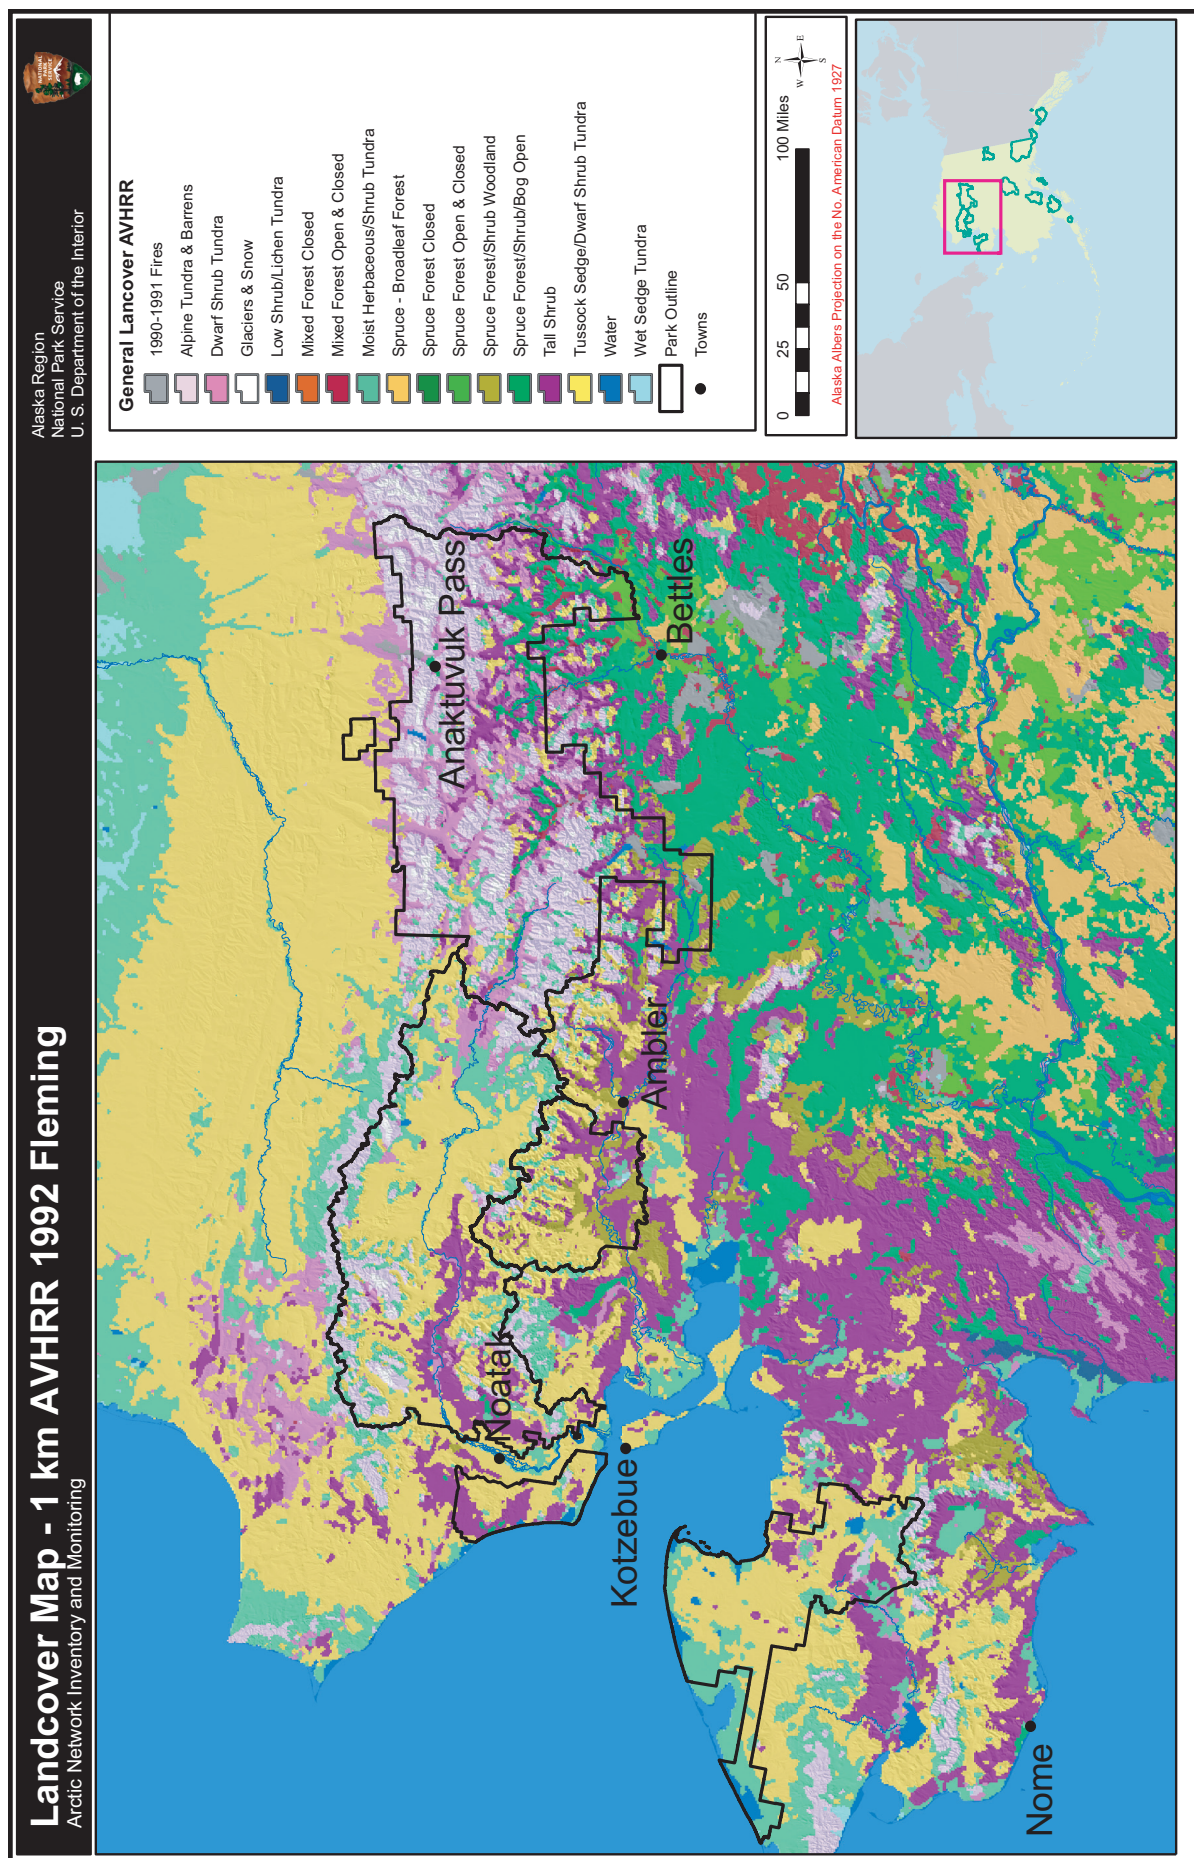 Landcover Map - 1 km AVHRR 1992 Fleming
Arctic Network Inventory and Monitoring
Alaska Region
National Park Service
U. S. Department of the Interior
NATIONAL
PARK
SERVICE
General Lancover AVHRR
1990-1991 Fires
Alpine Tundra & Barrens
Dwarf Shrub Tundra
Glaciers & Snow
Low Shrub/Lichen Tundra
Mixed Forest Closed
Mixed Forest Open & Closed
Moist Herbaceous/Shrub Tundra
Spruce - Broadleaf Forest
Spruce Forest Closed
Spruce Forest Open & Closed
Spruce Forest/Shrub Woodland
Spruce Forest/Shrub/Bog Open
Tall Shrub
Tussock Sedge/Dwarf Shrub Tundra
Water
Wet Sedge Tundra
Park Outline
Towns
0 25 50 100 Miles
N
W E
S
Alaska Albers Projection on the No. American Datum 1927
Anaktuvuk Pass
Bettles
Ambler
Noatak
Kotzebue
Nome